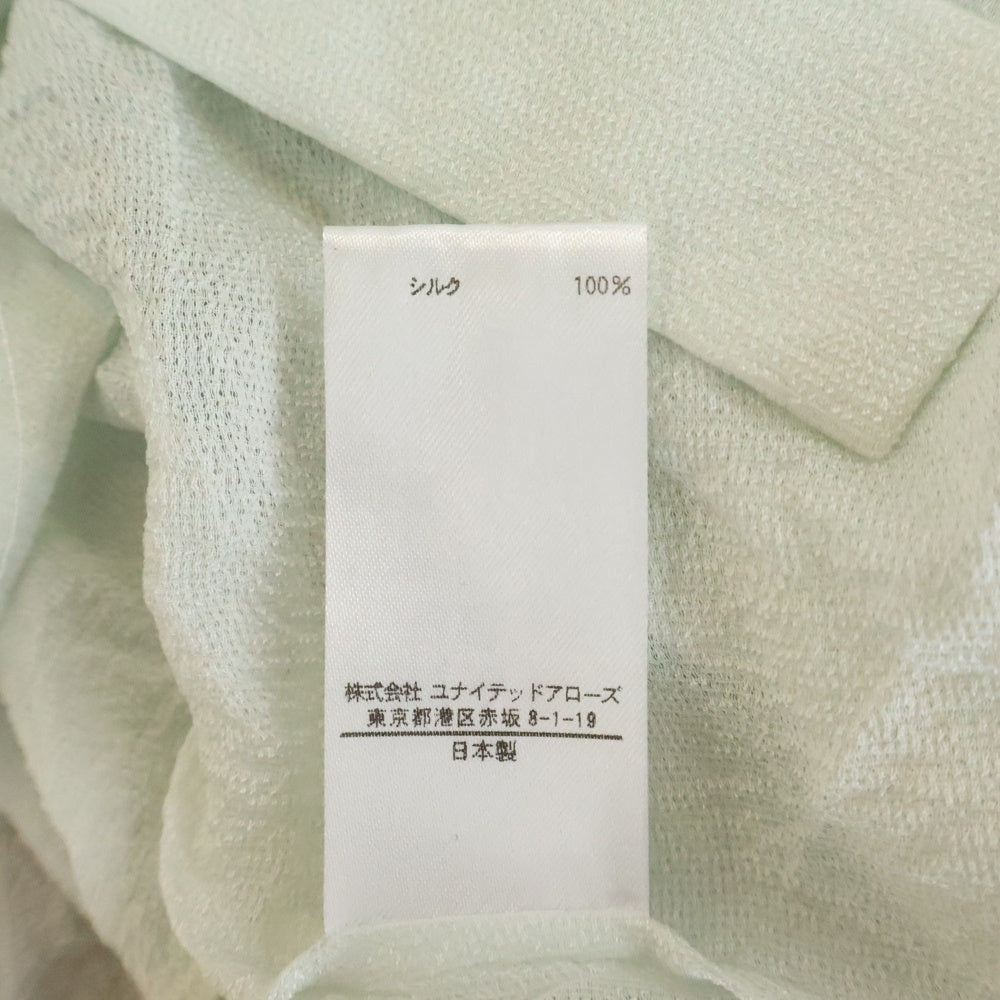 シルク 100%
株式会社 ユナイテッドアローズ
東京都港区赤坂 8-1-19
日本製